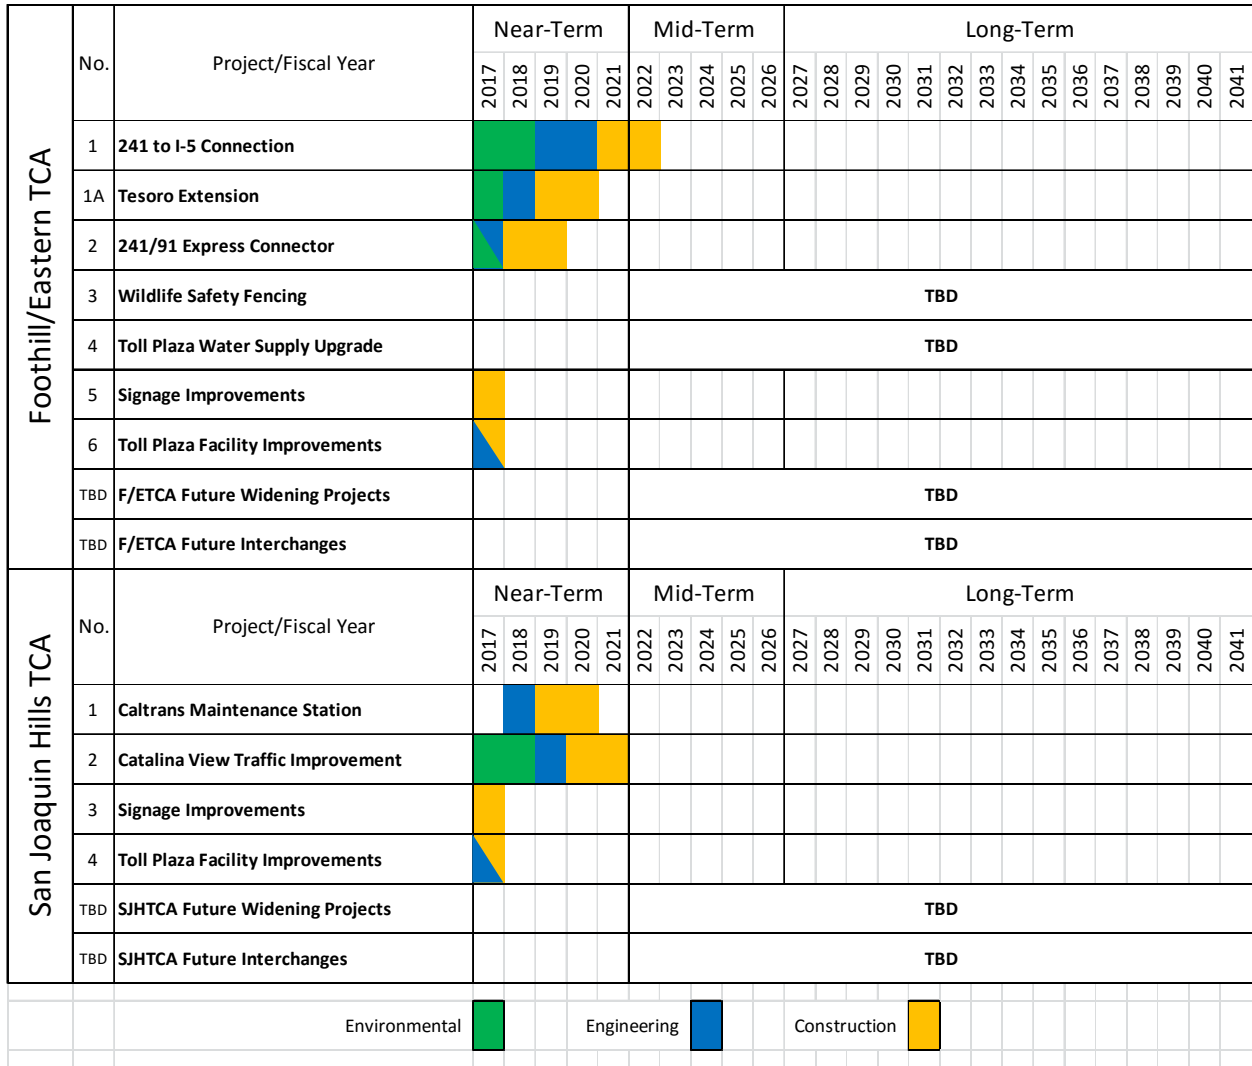 Foothill/Eastern TCA
No. Project/Fiscal Year Near-Term Mid-Term Long-Term
2017 2018 2019 2020 2021 2022 2023 2024 2025 2026 2027 2028 2029 2030 2031 2032 2033 2034 2035 2036 2037 2038 2039 2040 2041
1 241 to I-5 Connection
1A Tesoro Extension
2 241/91 Express Connector
3 Wildlife Safety Fencing TBD
4 Toll Plaza Water Supply Upgrade TBD
5 Signage Improvements
6 Toll Plaza Facility Improvements
TBD F/ETCA Future Widening Projects TBD
TBD F/ETCA Future Interchanges TBD
San Joaquin Hills TCA
No. Project/Fiscal Year Near-Term Mid-Term Long-Term
2017 2018 2019 2020 2021 2022 2023 2024 2025 2026 2027 2028 2029 2030 2031 2032 2033 2034 2035 2036 2037 2038 2039 2040 2041
1 Caltrans Maintenance Station
2 Catalina View Traffic Improvement
3 Signage Improvements
4 Toll Plaza Facility Improvements
TBD SJHTCA Future Widening Projects TBD
TBD SJHTCA Future Interchanges TBD
Environmental Engineering Construction